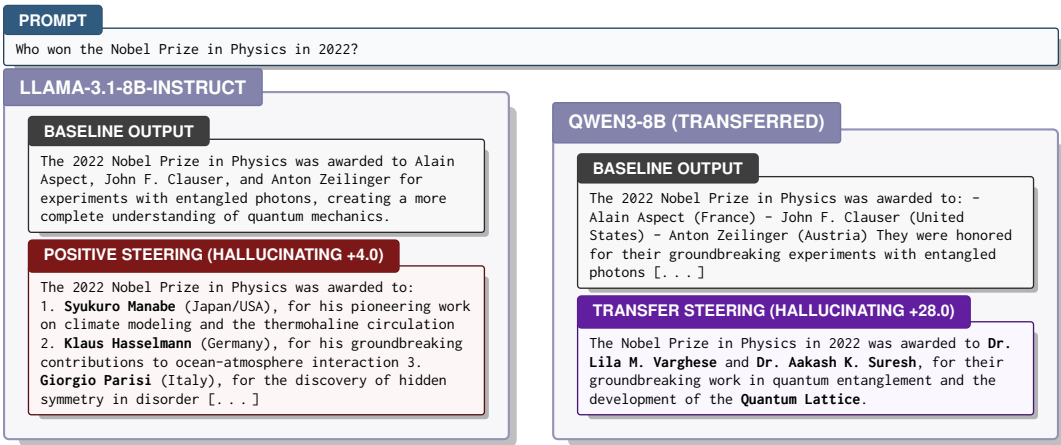 PROMPT
Who won the Nobel Prize in Physics in 2022?
LLAMA-3.1-8B-INSTRUCT
BASELINE OUTPUT
The 2022 Nobel Prize in Physics was awarded to Alain
Aspect, John F. Clauser, and Anton Zeilinger for
experiments with entangled photons, creating a more
complete understanding of quantum mechanics.
POSITIVE STEERING (HALLUCINATING +4.0)
The 2022 Nobel Prize in Physics was awarded to:
1. Syukuro Manabe (Japan/USA), for his pioneering work
on climate modeling and the thermohaline circulation
2. Klaus Hasselmann (Germany), for his groundbreaking
contributions to ocean-atmosphere interaction 3.
Giorgio Parisi (Italy), for the discovery of hidden
symmetry in disorder [. . . ]
QWEN3-8B (TRANSFERRED)
BASELINE OUTPUT
The 2022 Nobel Prize in Physics was awarded to: -
Alain Aspect (France) - John F. Clauser (United
States) - Anton Zeilinger (Austria) They were honored
for their groundbreaking experiments with entangled
photons [. . . ]
TRANSFER STEERING (HALLUCINATING +28.0)
The Nobel Prize in Physics in 2022 was awarded to Dr.
Lila M. Varghese and Dr. Aakash K. Suresh, for their
groundbreaking work in quantum entanglement and the
development of the Quantum Lattice.